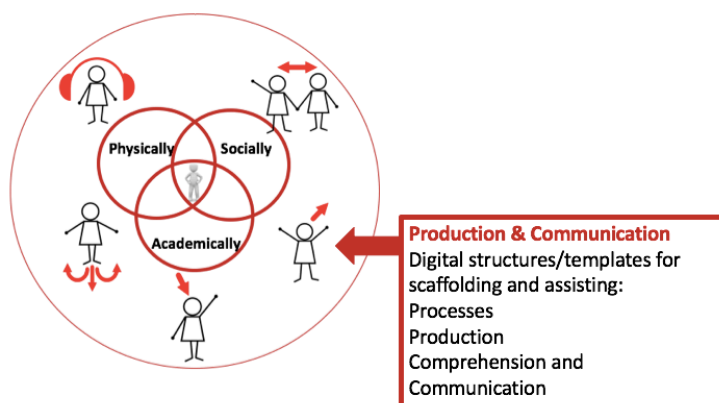 Physically
Socially
Academically
Production & Communication
Digital structures/templates for
scaffolding and assisting:
Processes
Production
Comprehension and
Communication